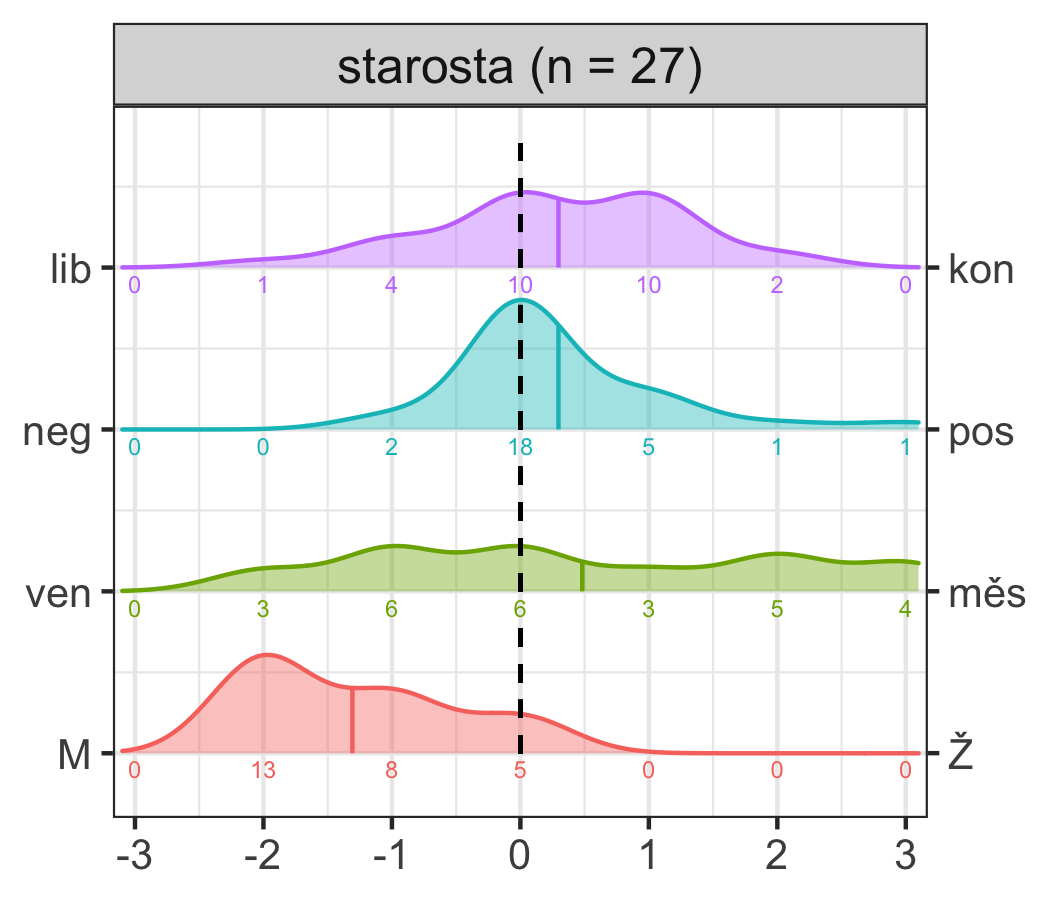 starosta (n = 27)
lib kon
0 1 4 10 10 2 0
neg pos
0 0 2 18 5 1 1
ven měs
0 3 6 6 3 5 4
M Ž
0 13 8 5 0 0 0
-3 -2 -1 0 1 2 3